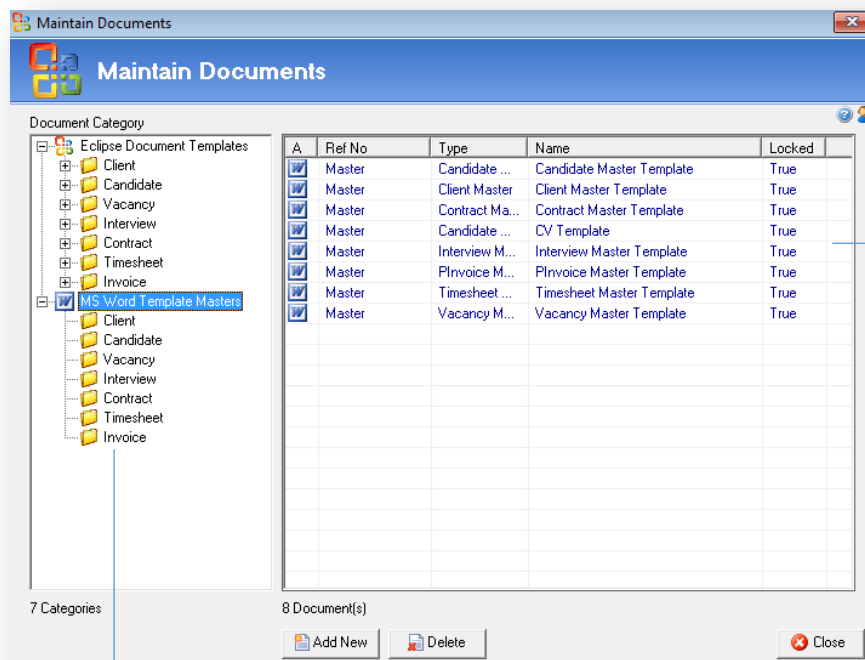 Maintain Documents
Maintain Documents
Document Category
Eclipse Document Templates
Client
Candidate
Vacancy
Interview
Contract
Timesheet
Invoice
MS Word Template Masters
Client
Candidate
Vacancy
Interview
Contract
Timesheet
Invoice
7 Categories
A Ref No Type Name Locked
Master Candidate ... Candidate Master Template True
Master Client Master Client Master Template True
Master Contract Ma... Contract Master Template True
Master Candidate ... CV Template True
Master Interview M... Interview Master Template True
Master PInvoice M... PInvoice Master Template True
Master Timesheet ... Timesheet Master Template True
Master Vacancy M... Vacancy Master Template True
8 Document(s)
Add New Delete Close